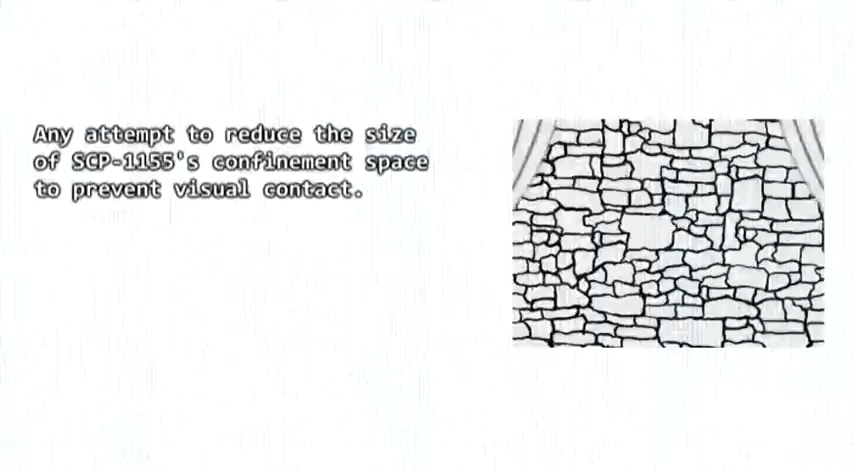 Any attempt to reduce the size
of SCP-1155's confinement space
to prevent visual contact.